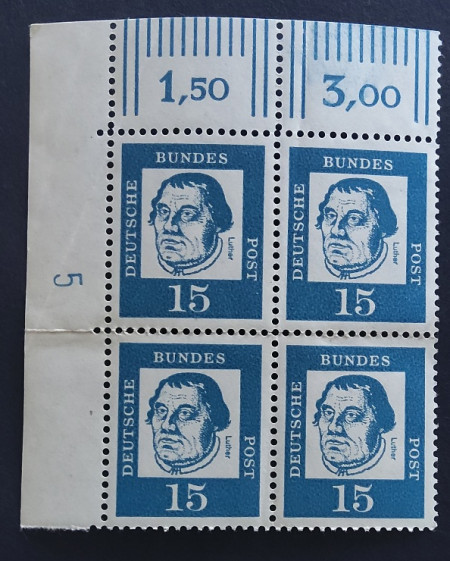 1,50
3,00
DEUTSCHE BUNDES POST
Luther
15
DEUTSCHE BUNDES POST
Luther
15
5
DEUTSCHE BUNDES POST
Luther
15
DEUTSCHE BUNDES POST
Luther
15